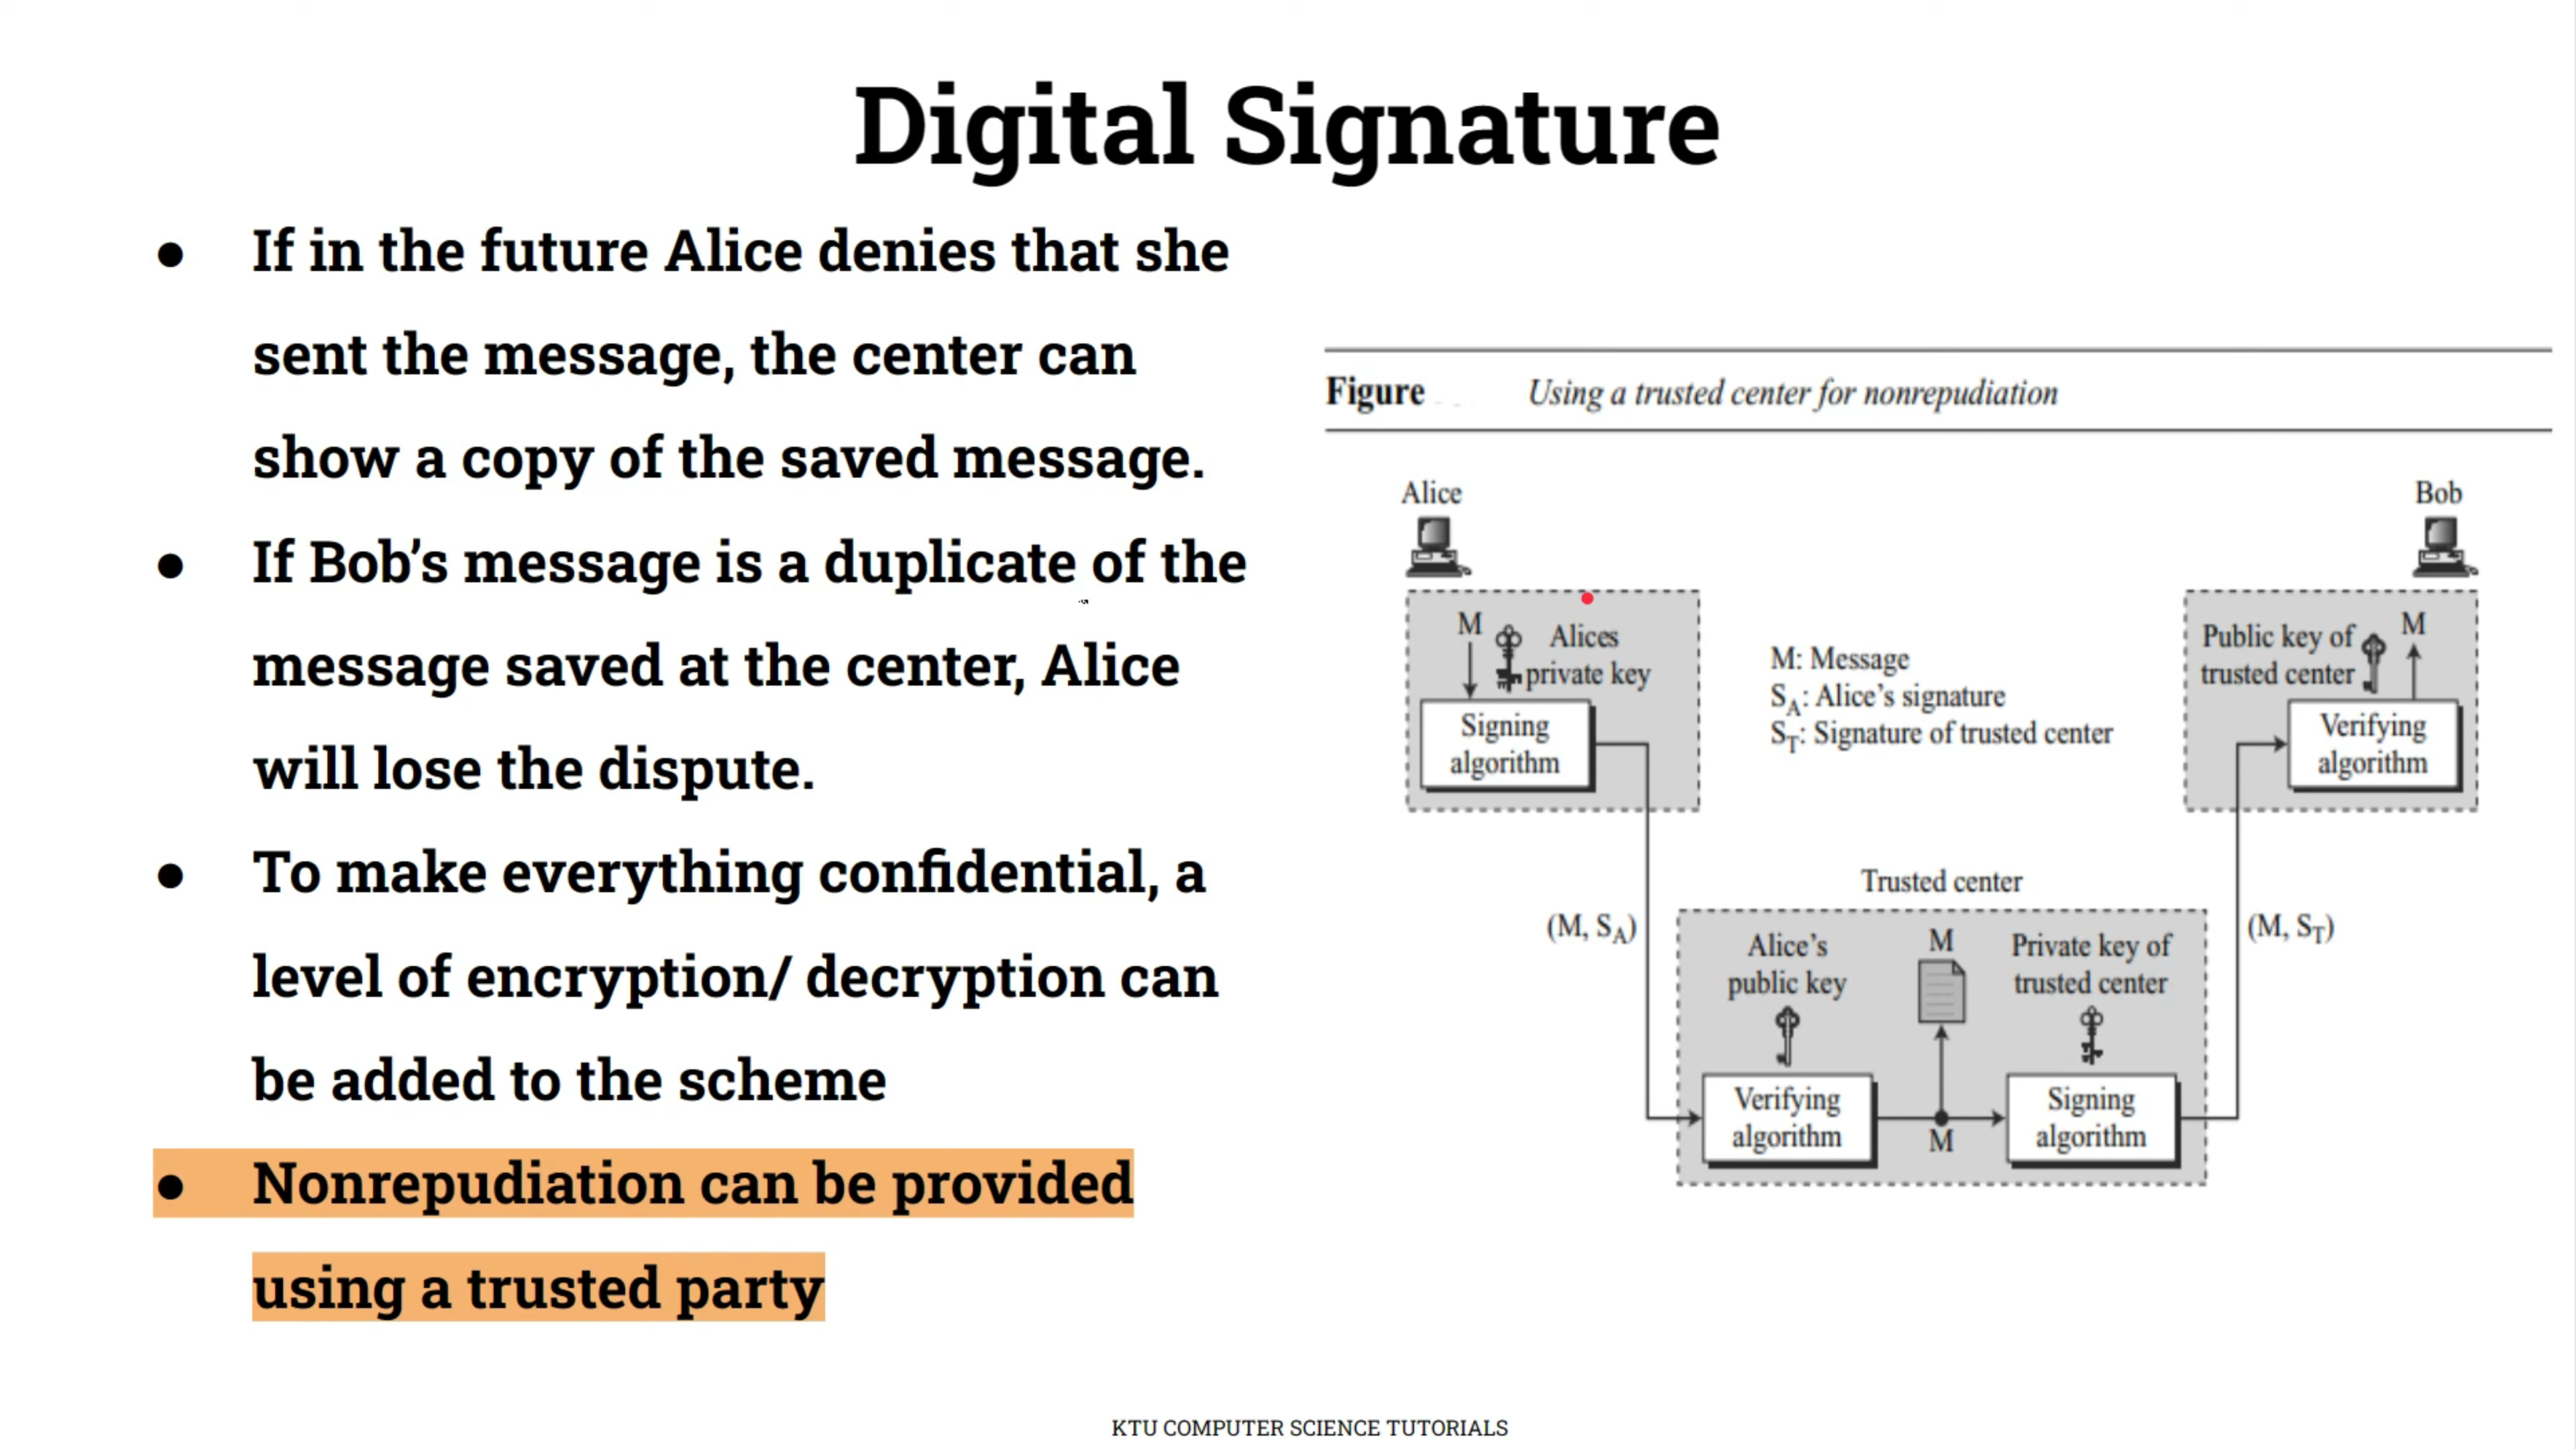 Digital Signature
● If in the future Alice denies that she
sent the message, the center can
show a copy of the saved message.
● If Bob’s message is a duplicate of the
message saved at the center, Alice
will lose the dispute.
● To make everything confidential, a
level of encryption/ decryption can
be added to the scheme
● Nonrepudiation can be provided
using a trusted party
Figure Using a trusted center for nonrepudiation
Alice
Bob
M
Alices
private key
Signing
algorithm
M: Message
S_A: Alice’s signature
S_T: Signature of trusted center
Public key of
trusted center
M
Verifying
algorithm
Trusted center
(M, S_A)
(M, S_T)
Alice’s
public key
M
Private key of
trusted center
Verifying
algorithm
M
Signing
algorithm
KTU COMPUTER SCIENCE TUTORIALS